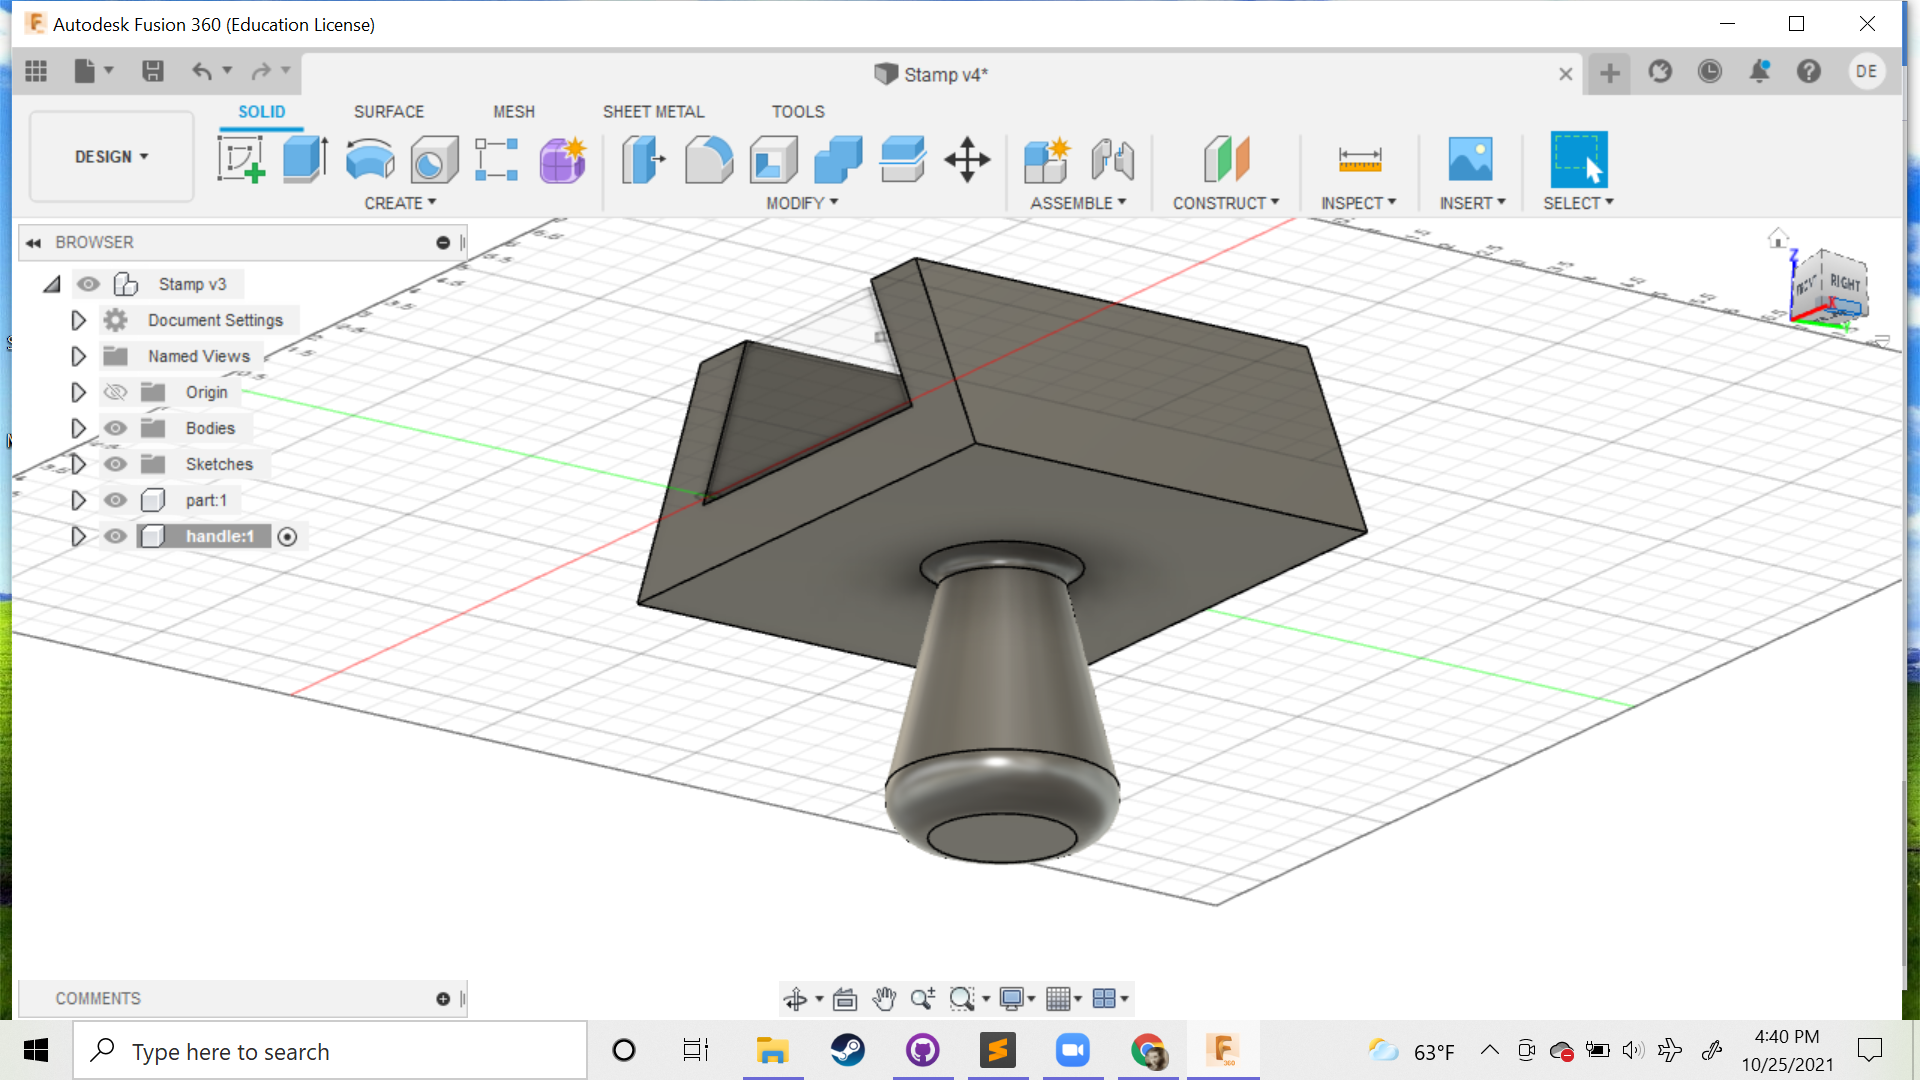 Autodesk Fusion 360 (Education License)
Stamp v4*
DE
DESIGN
SOLID SURFACE MESH SHEET METAL TOOLS
CREATE MODIFY ASSEMBLE CONSTRUCT INSPECT INSERT SELECT
BROWSER
Stamp v3
Document Settings
Named Views
Origin
Bodies
Sketches
part:1
handle:1
Z
RIGHT
COMMENTS
Type here to search
63°F
4:40 PM
10/25/2021